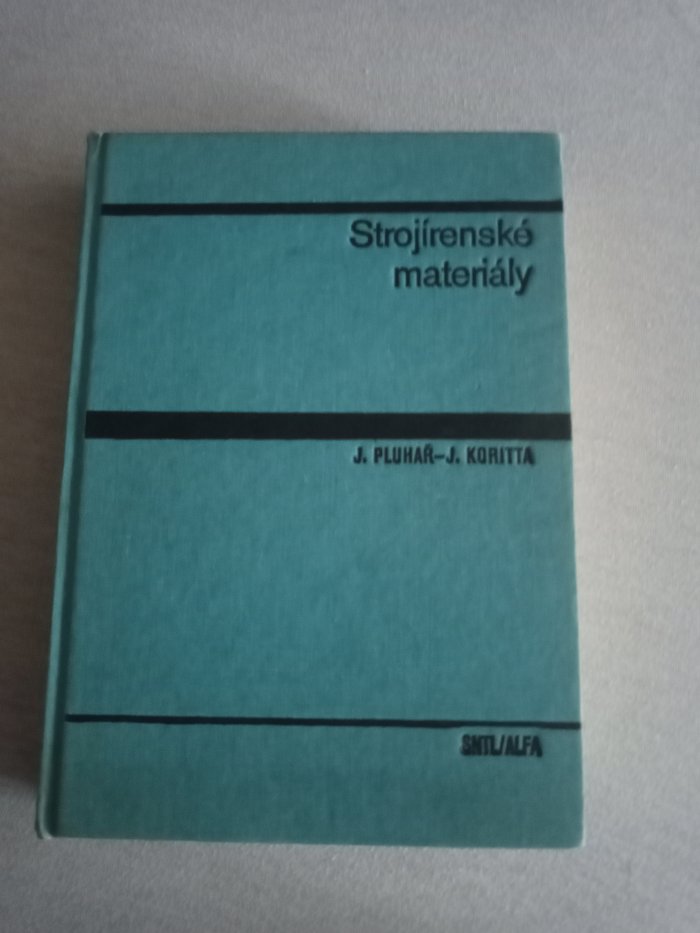 Strojírenské
materiály
J. PLUHAŘ-J. KORITTA
SNTL/ALFA